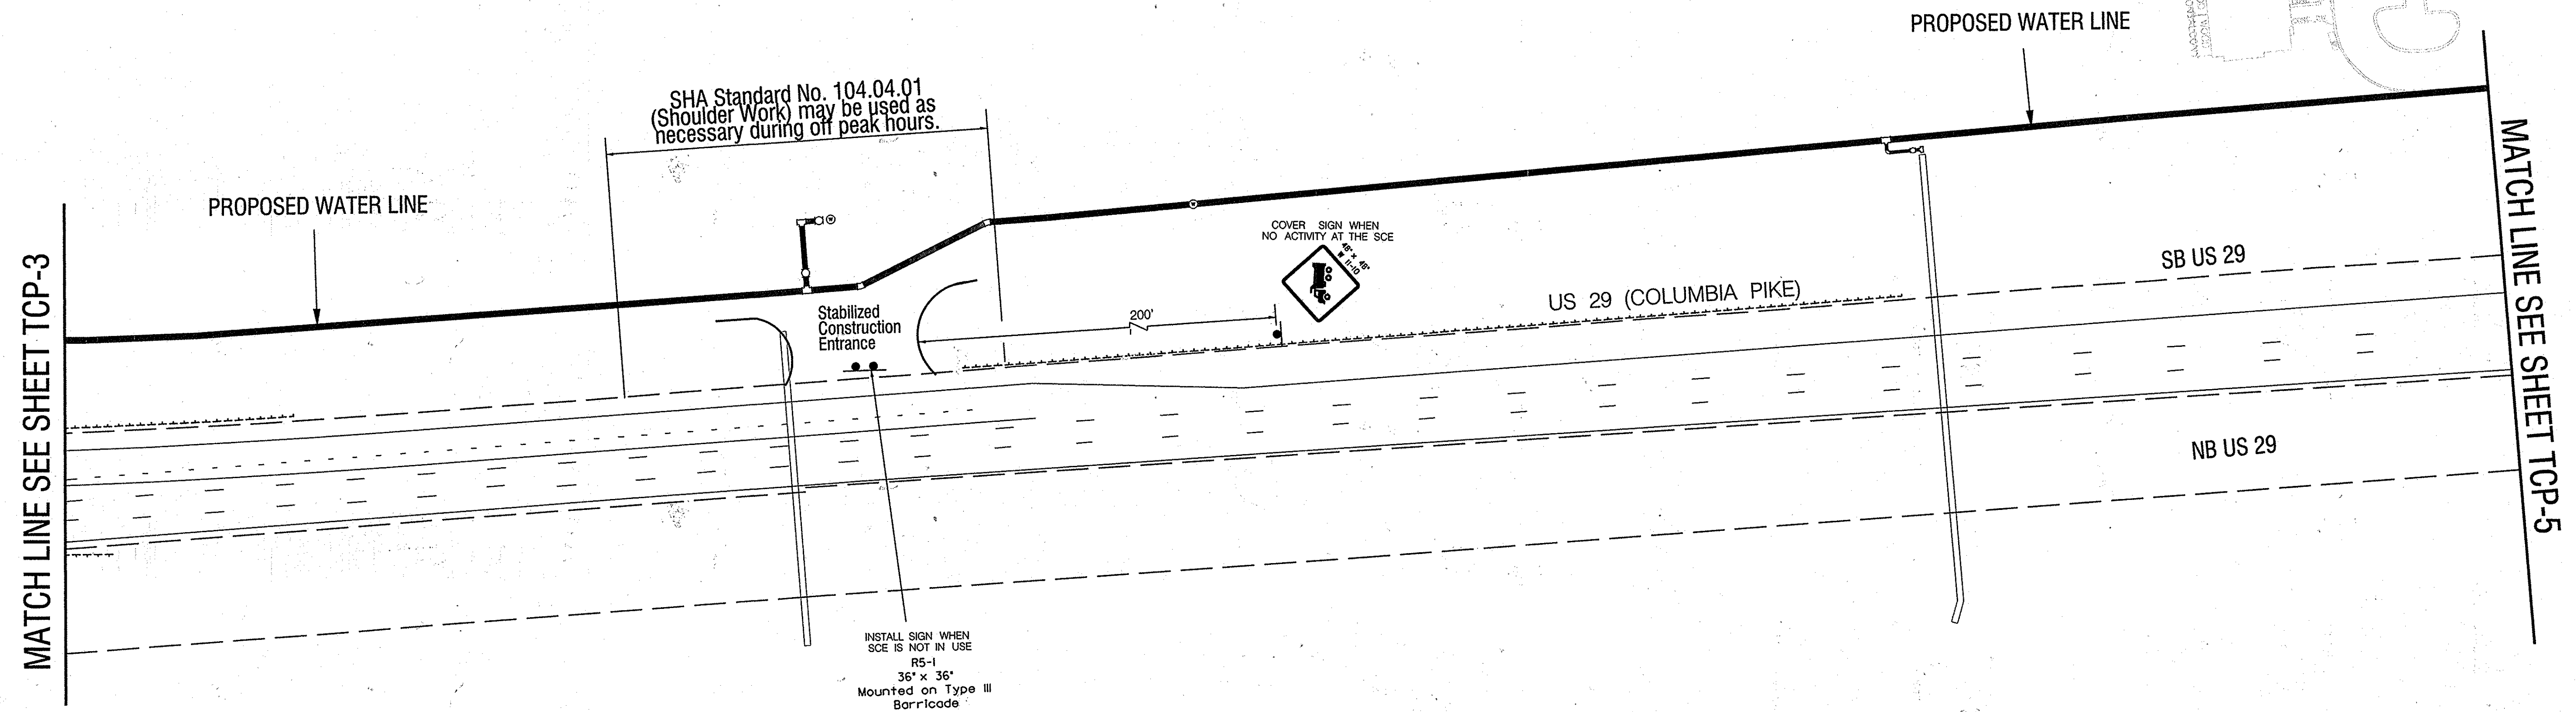 PROPOSED WATER LINE
SHA Standard No. 104.04.01
(Shoulder Work) may be used as
necessary during off peak hours.
PROPOSED WATER LINE
MATCH LINE SEE SHEET TCP-3
W
W
COVER SIGN WHEN
NO ACTIVITY AT THE SCE
48" x 48"
W 11-10
Stabilized
Construction
Entrance
200'
US 29 (COLUMBIA PIKE)
SB US 29
NB US 29
MATCH LINE SEE SHEET TCP-5
INSTALL SIGN WHEN
SCE IS NOT IN USE
R5-1
36" x 36"
Mounted on Type III
Barricade